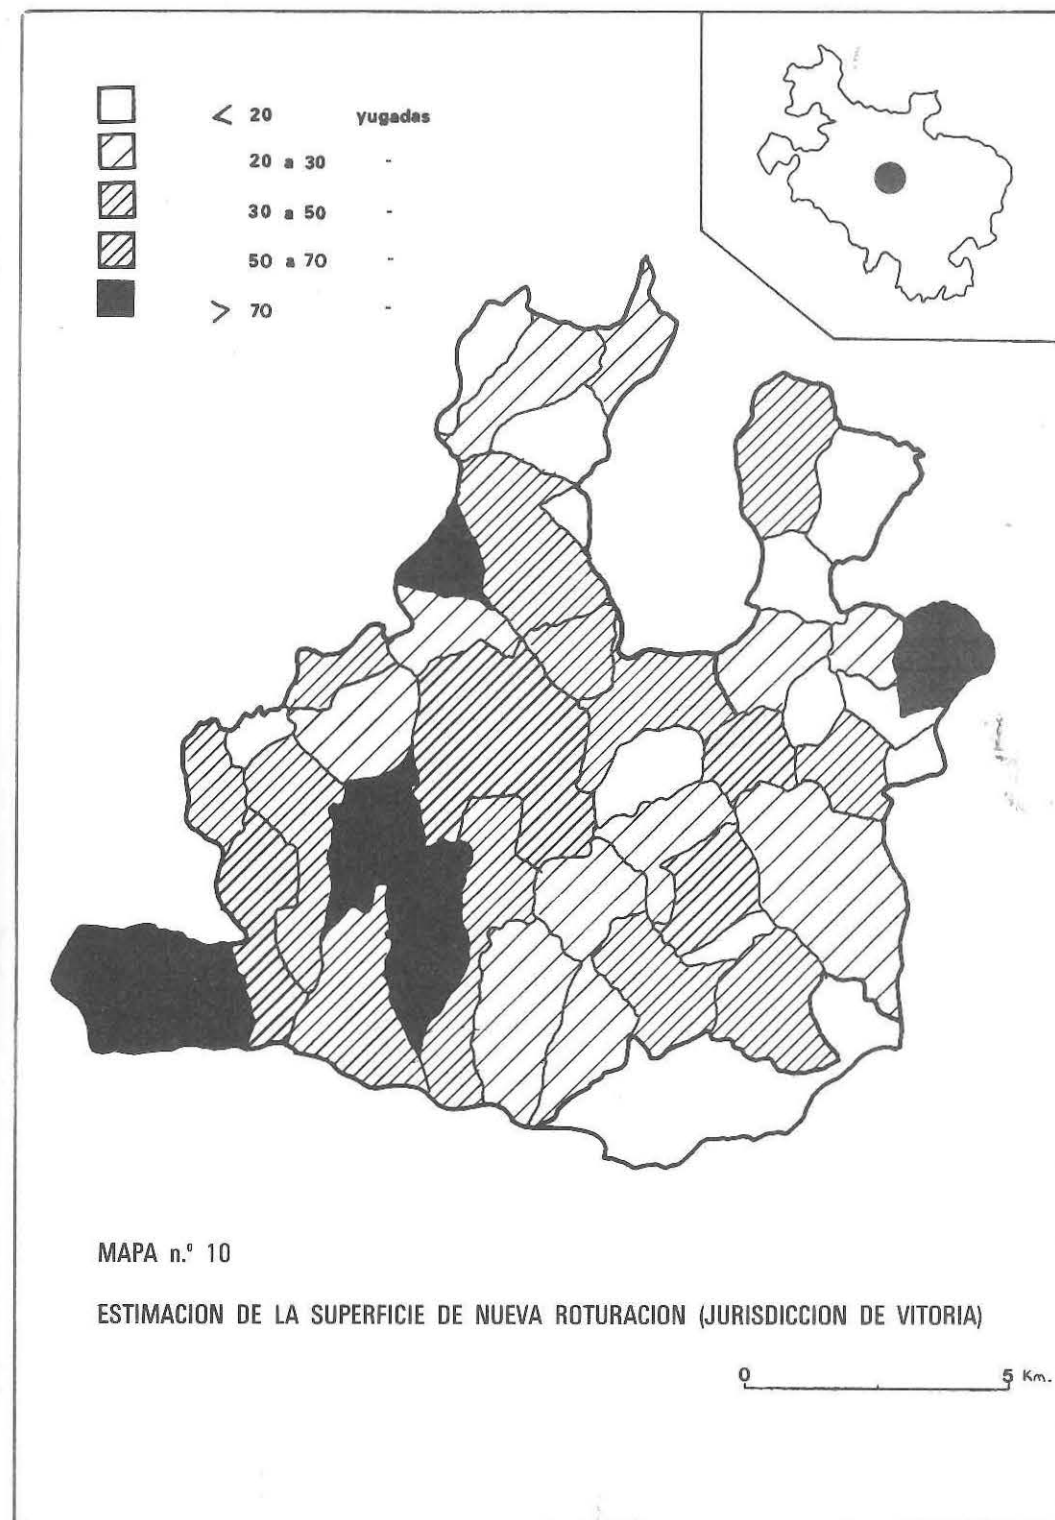 < 20 yugadas
20 a 30 -
30 a 50 -
50 a 70 -
> 70 -
MAPA n.º 10
ESTIMACION DE LA SUPERFICIE DE NUEVA ROTURACION (JURISDICCION DE VITORIA)
0 5 Km.